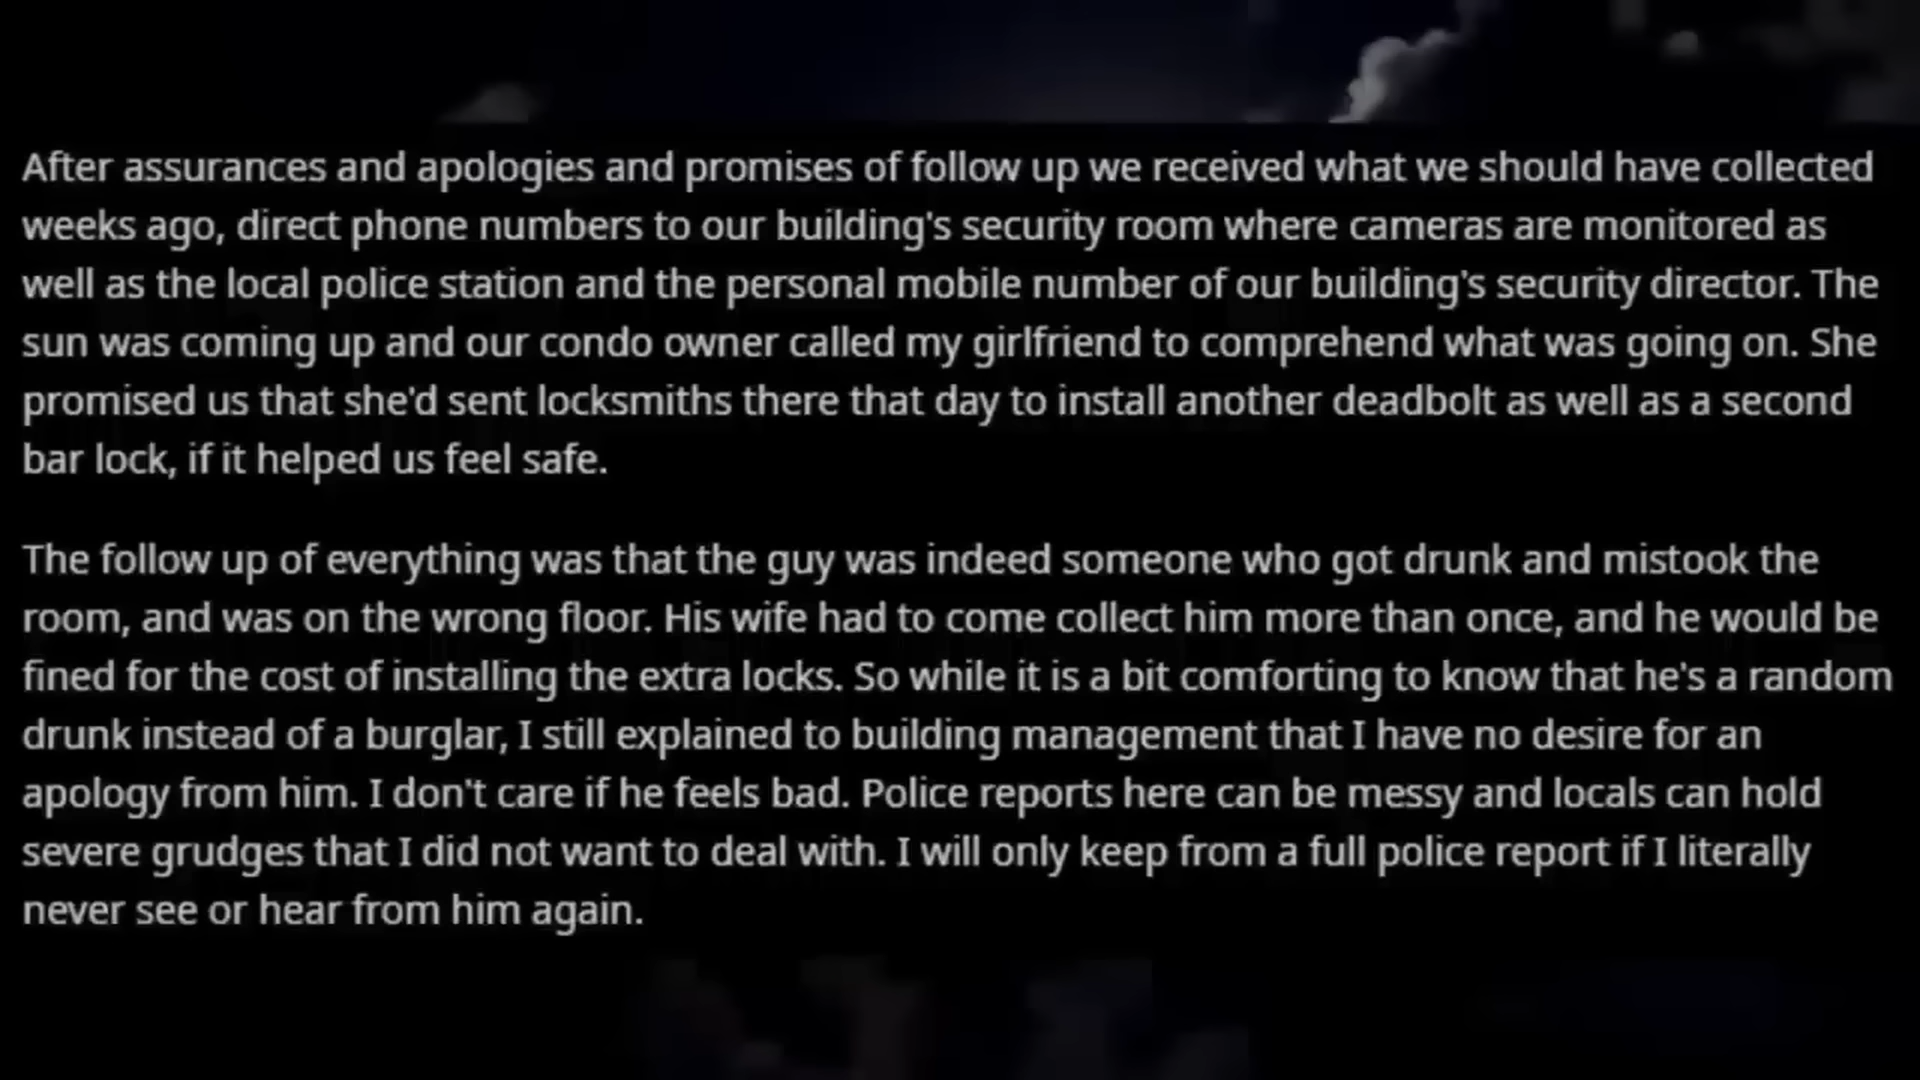 After assurances and apologies and promises of follow up we received what we should have collected
weeks ago, direct phone numbers to our building's security room where cameras are monitored as
well as the local police station and the personal mobile number of our building's security director. The
sun was coming up and our condo owner called my girlfriend to comprehend what was going on. She
promised us that she'd sent locksmiths there that day to install another deadbolt as well as a second
bar lock, if it helped us feel safe.
The follow up of everything was that the guy was indeed someone who got drunk and mistook the
room, and was on the wrong floor. His wife had to come collect him more than once, and he would be
fined for the cost of installing the extra locks. So while it is a bit comforting to know that he's a random
drunk instead of a burglar, I still explained to building management that I have no desire for an
apology from him. I don't care if he feels bad. Police reports here can be messy and locals can hold
severe grudges that I did not want to deal with. I will only keep from a full police report if I literally
never see or hear from him again.